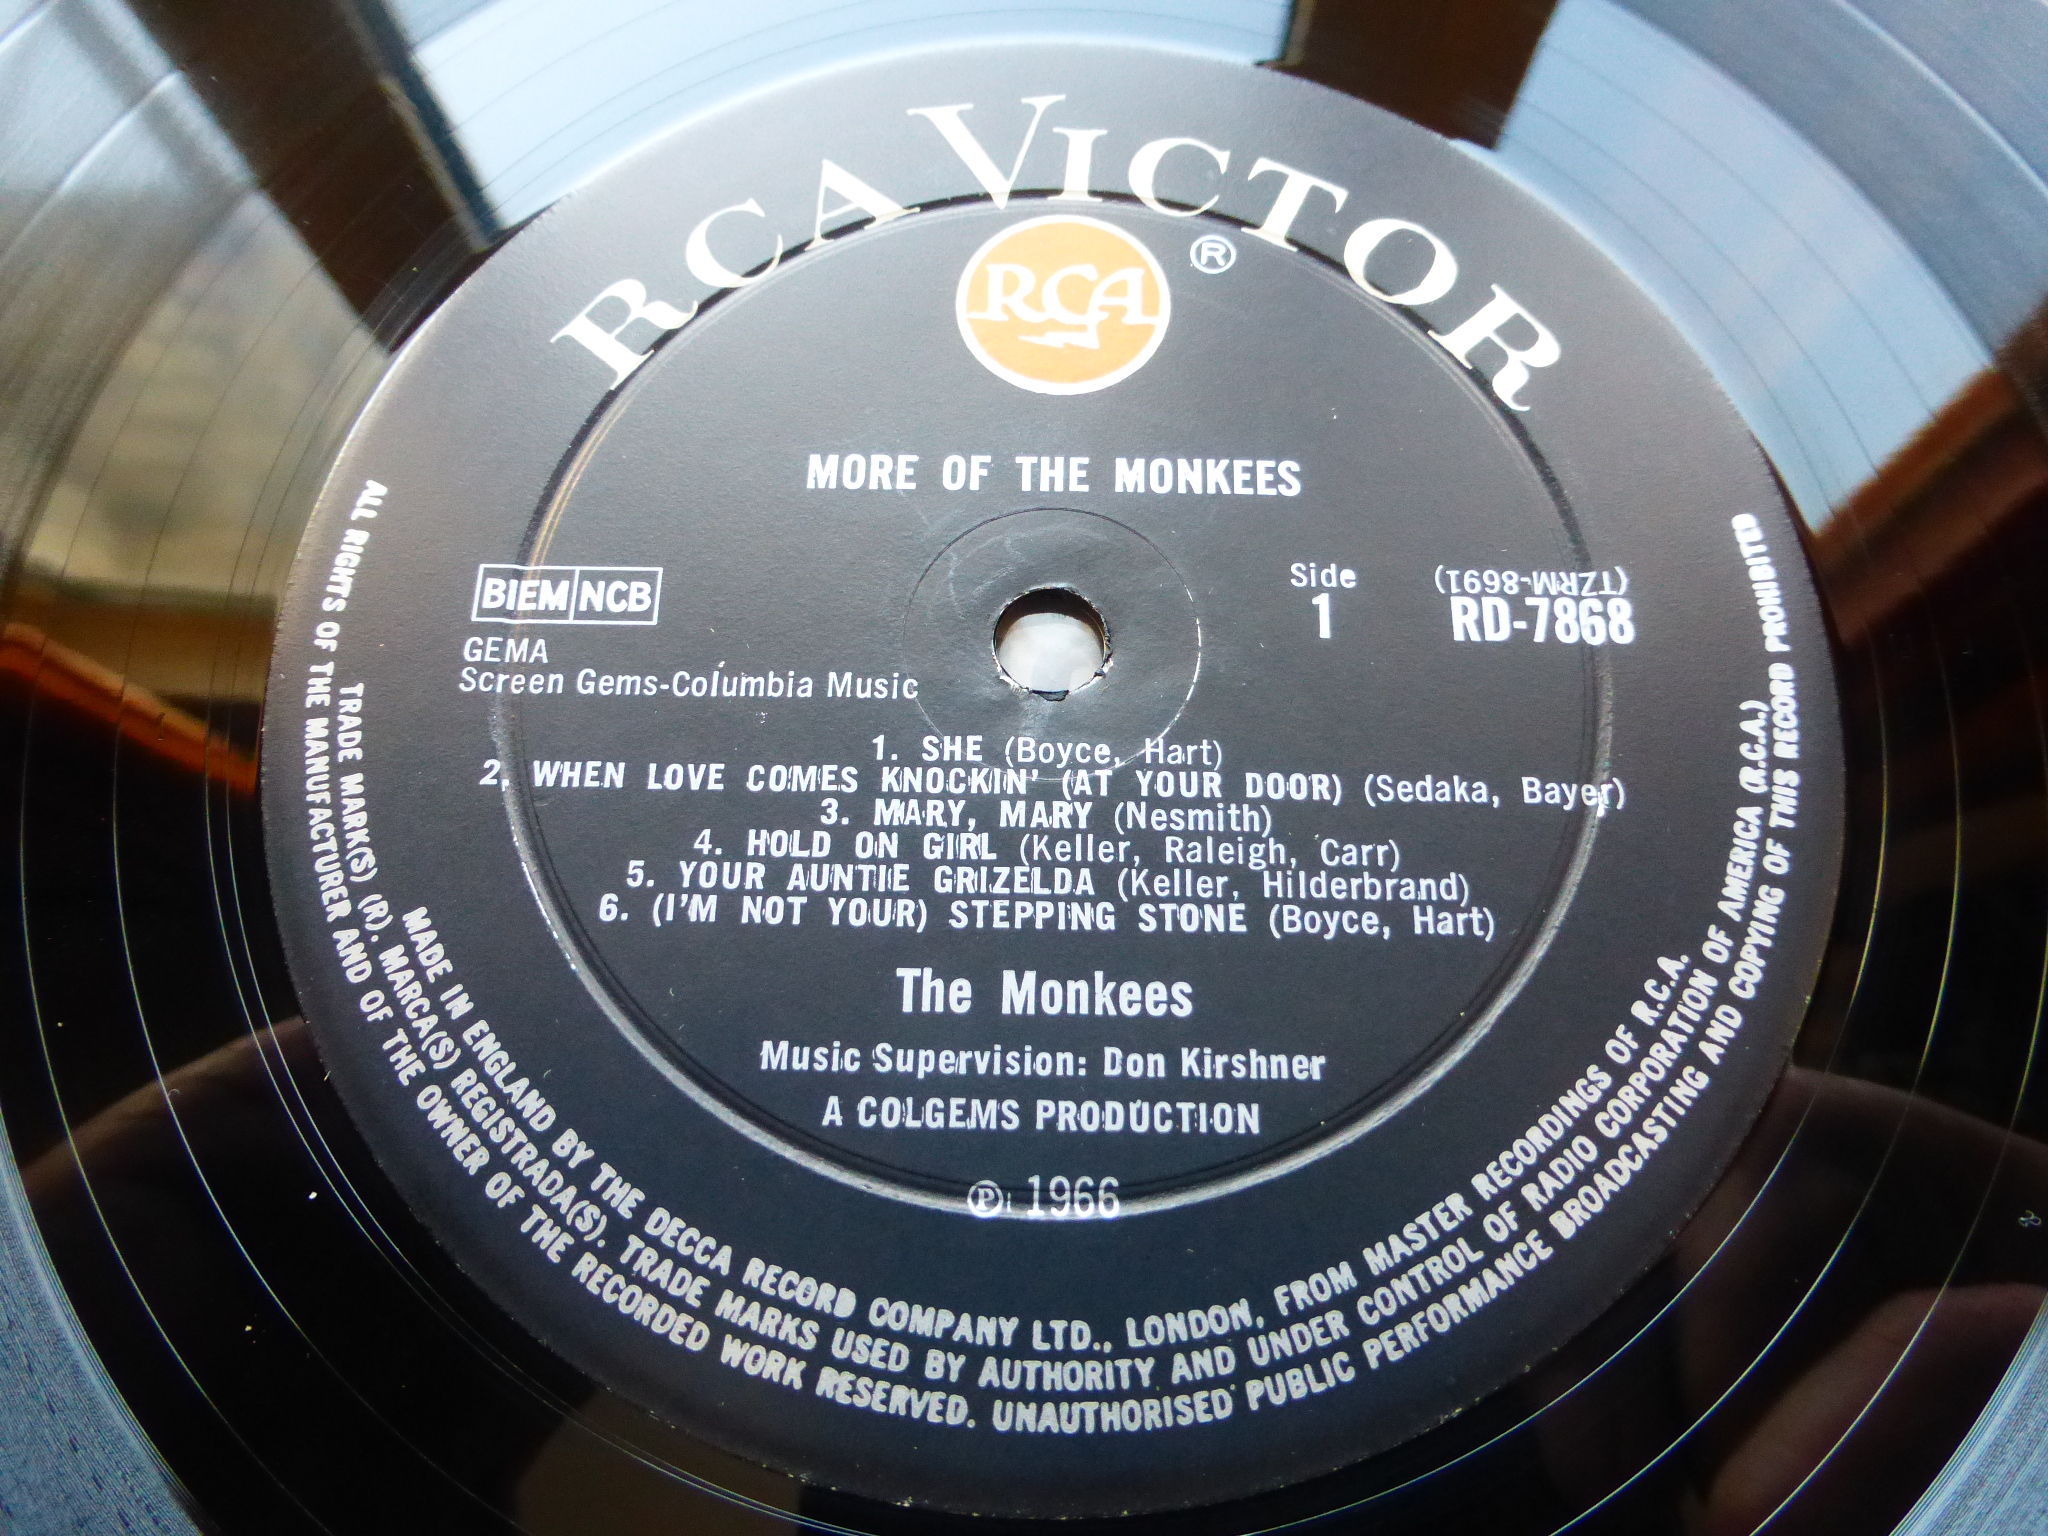 RCA VICTOR
RCA ®
MORE OF THE MONKEES
BIEM NCB
GEMA
Screen Gems-Columbia Music
Side
1
(TZRM-8691)
RD-7868
1. SHE (Boyce, Hart)
2. WHEN LOVE COMES KNOCKIN' (AT YOUR DOOR) (Sedaka, Bayer)
3. MARY, MARY (Nesmith)
4. HOLD ON GIRL (Keller, Raleigh, Carr)
5. YOUR AUNTIE GRIZELDA (Keller, Hilderbrand)
6. (I'M NOT YOUR) STEPPING STONE (Boyce, Hart)
The Monkees
Music Supervision: Don Kirshner
A COLGEMS PRODUCTION
℗ 1966
MADE IN ENGLAND BY THE DECCA RECORD COMPANY LTD., LONDON, FROM MASTER RECORDINGS OF R.C.A.
TRADE MARK(S) (R). MARCA(S) REGISTRADA(S). TRADE MARKS USED BY AUTHORITY AND UNDER CONTROL OF RADIO CORPORATION OF AMERICA (R.C.A.)
ALL RIGHTS OF THE MANUFACTURER AND OF THE OWNER OF THE RECORDED WORK RESERVED. UNAUTHORISED PUBLIC PERFORMANCE BROADCASTING AND COPYING OF THIS RECORD PROHIBITED